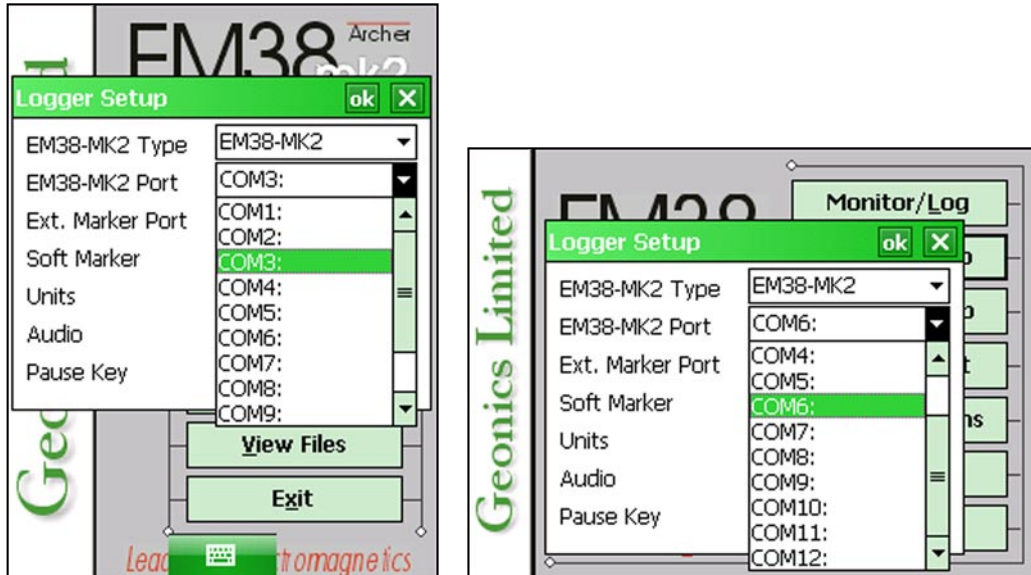 EM38
Archer
mk2
Logger Setup ok
EM38-MK2 Type EM38-MK2
EM38-MK2 Port COM3:
Ext. Marker Port COM1:
COM2:
Soft Marker COM3:
COM4:
Units COM5:
Audio COM6:
COM7:
Pause Key COM8:
COM9:
View Files
Exit
Geonics Limited
Monitor/Log
Logger Setup ok
EM38-MK2 Type EM38-MK2
EM38-MK2 Port COM6:
Ext. Marker Port COM4:
COM5:
Soft Marker COM6:
COM7:
Units COM8:
Audio COM9:
COM10:
Pause Key COM11:
COM12: